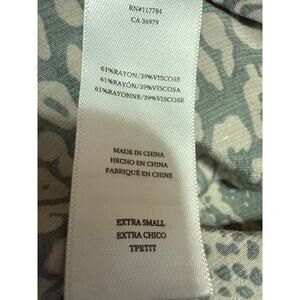 RN#117784
CA 36979
61%RAYON/39%VISCOSE
61%RAYÓN/39%VISCOSA
61%RAYONNE/39%VISCOSE
MADE IN CHINA
HECHO EN CHINA
FABRIQUÉ EN CHINE
EXTRA SMALL
EXTRA CHICO
TPETIT